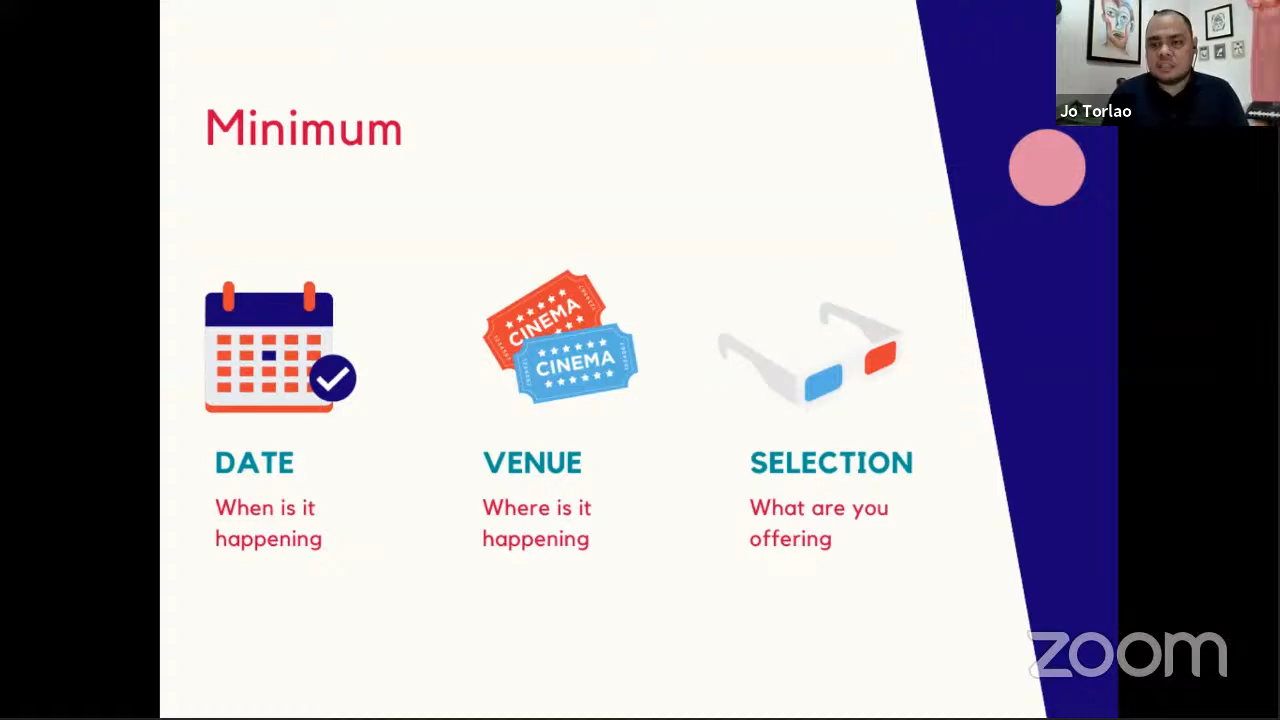 Minimum
Jo Torlao
CINEMA
CINEMA
DATE
VENUE
SELECTION
When is it
happening
Where is it
happening
What are you
offering
zoom